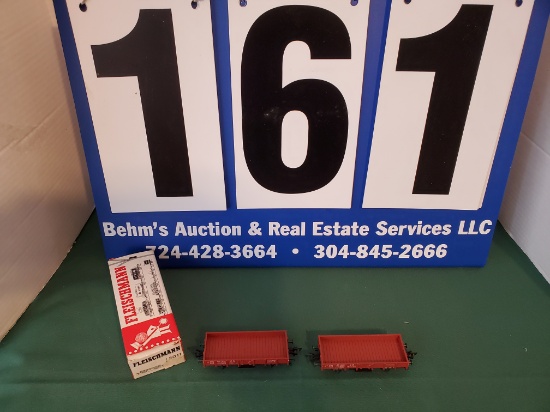 161
Behm's Auction & Real Estate Services LLC
724-428-3664 • 304-845-2666
FLEISCHMANN
FLEISCHMANN